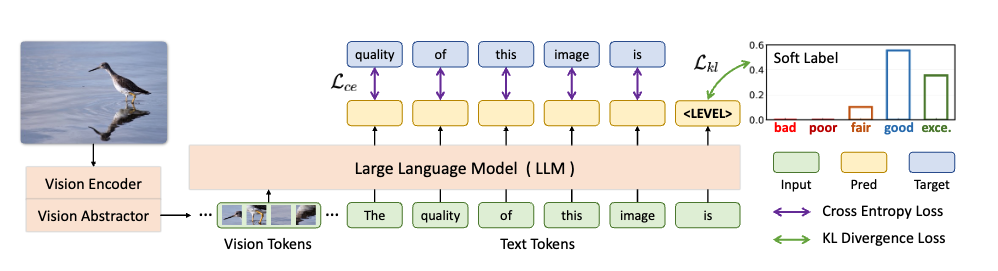 quality of this image is
ℒce
ℒkl
<LEVEL>
Soft Label
0.6
0.4
0.2
0.0
bad poor fair good exce.
Vision Encoder
Vision Abstractor
Large Language Model ( LLM )
... ...
The quality of this image is
Vision Tokens
Text Tokens
Input Pred Target
Cross Entropy Loss
KL Divergence Loss